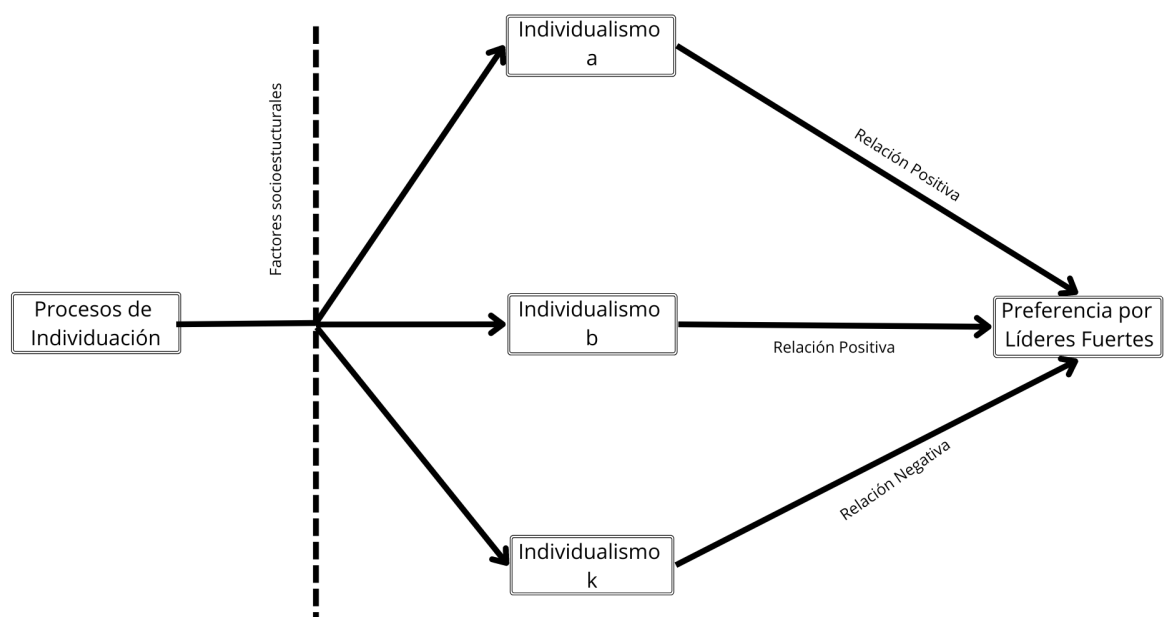 Individualismo
a
Factores socioestucturales
Relación Positiva
Procesos de
Individuación
Individualismo
b
Relación Positiva
Preferencia por
Líderes Fuertes
Relación Negativa
Individualismo
k